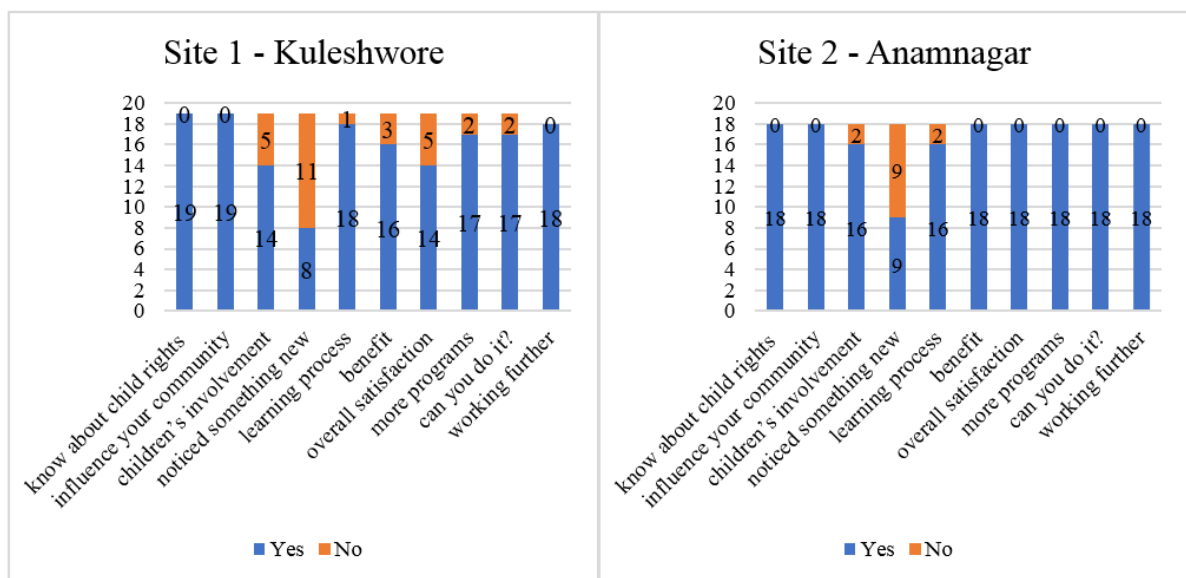 Site 1 - Kuleshwore
20
18
16
14
12
10
8
6
4
2
0
0
0
5
11
1
3
5
2
2
0
19
19
14
8
18
16
14
17
17
18
know about child rights
influence your community
children’s involvement
noticed something new
learning process
benefit
overall satisfaction
more programs
can you do it?
working further
Yes No
Site 2 - Anamnagar
20
18
16
14
12
10
8
6
4
2
0
0
0
2
9
2
0
0
0
0
0
18
18
16
9
16
18
18
18
18
18
know about child rights
influence your community
children’s involvement
noticed something new
learning process
benefit
overall satisfaction
more programs
can you do it?
working further
Yes No